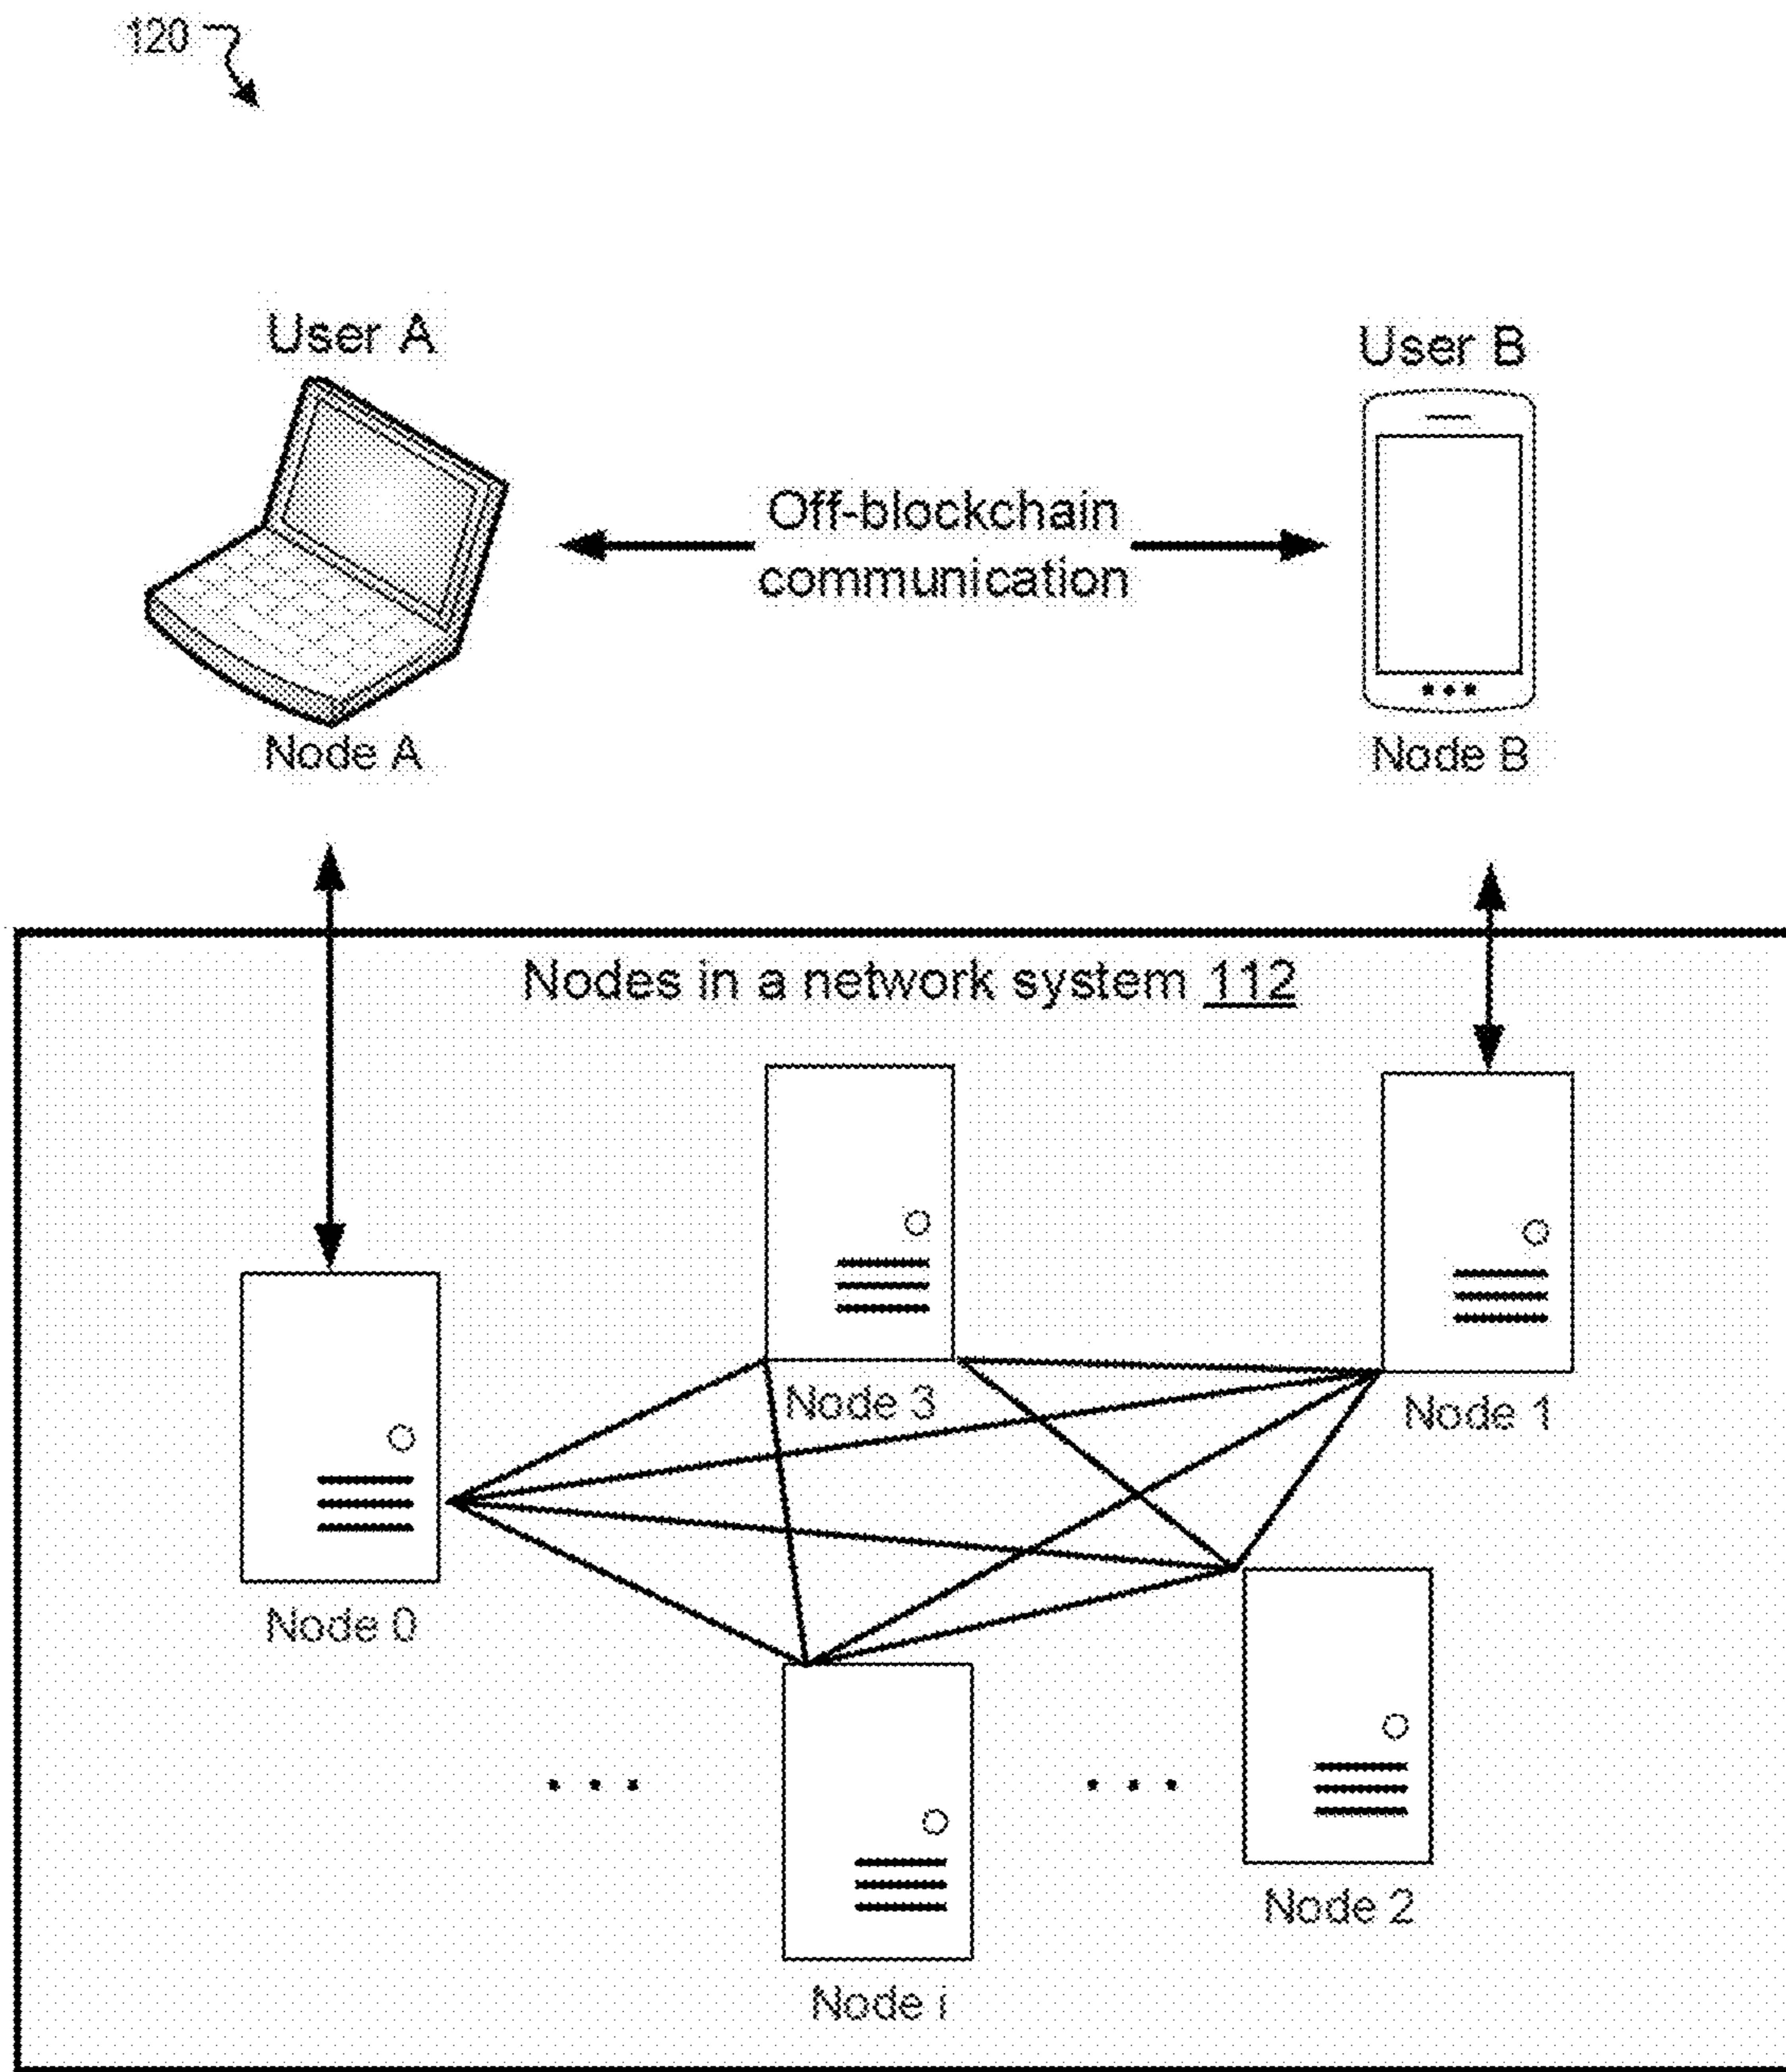 120
User A
User B
Off-blockchain
communication
Node A
Node B
Nodes in a network system 112
Node 3
Node 1
Node 0
Node 2
Node i